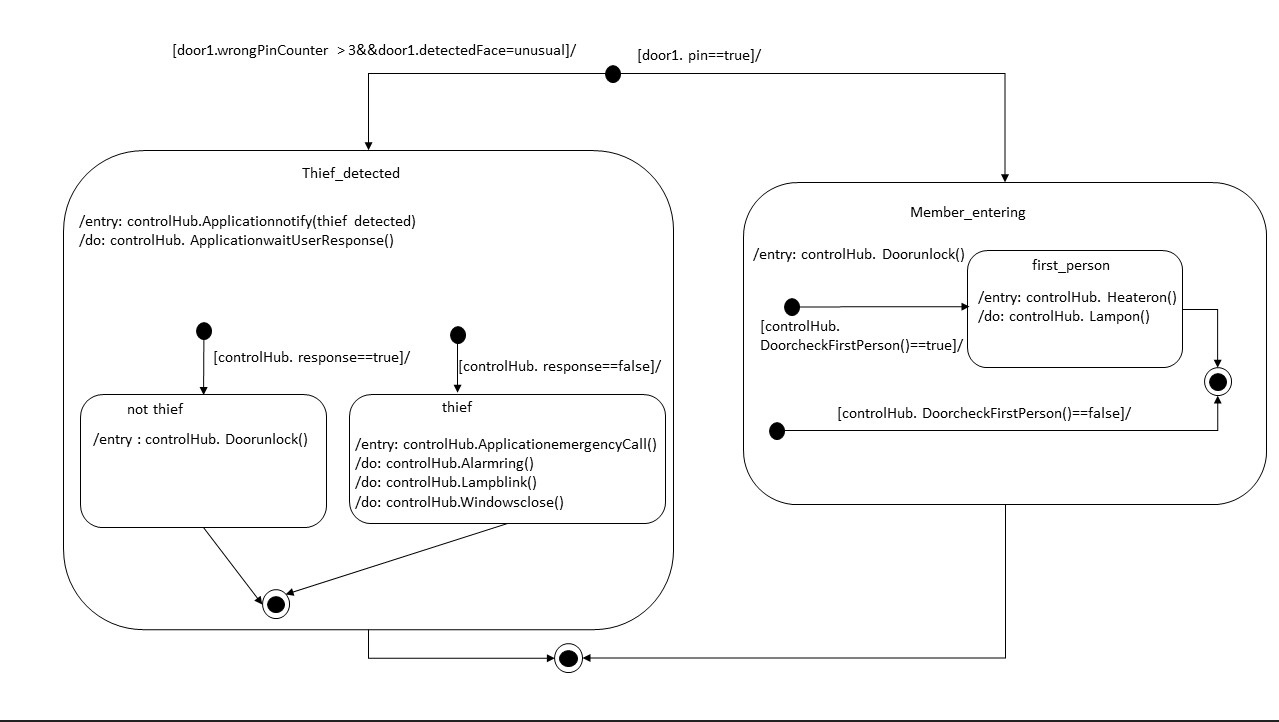 [door1.wrongPinCounter > 3&&door1.detectedFace=unusual]/
[door1. pin==true]/
Thief_detected
/entry: controlHub.Applicationnotify(thief detected)
/do: controlHub. ApplicationwaitUserResponse()
[controlHub. response==true]/
[controlHub. response==false]/
not thief
/entry : controlHub. Doorunlock()
thief
/entry: controlHub.ApplicationemergencyCall()
/do: controlHub.Alarmring()
/do: controlHub.Lampblink()
/do: controlHub.Windowsclose()
Member_entering
/entry: controlHub. Doorunlock()
first_person
/entry: controlHub. Heateron()
/do: controlHub. Lampon()
[controlHub.
DoorcheckFirstPerson()==true]/
[controlHub. DoorcheckFirstPerson()==false]/